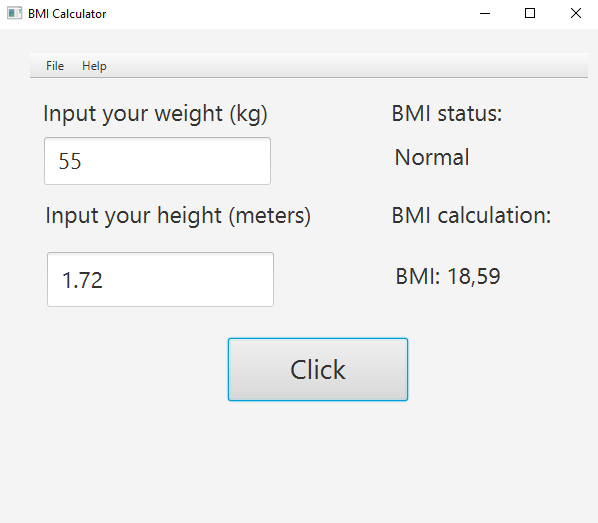 BMI Calculator
File Help
Input your weight (kg)
55
Input your height (meters)
1.72
BMI status:
Normal
BMI calculation:
BMI: 18,59
Click